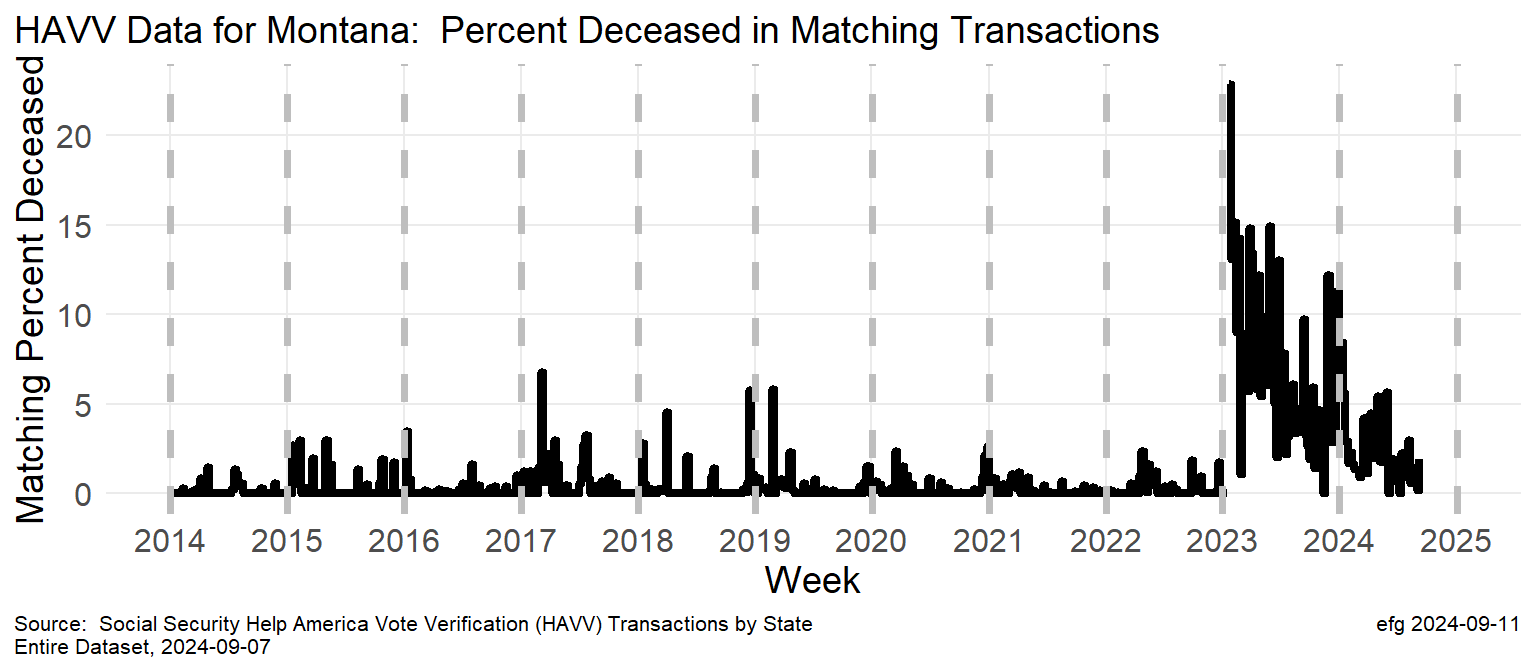 HAVV Data for Montana:  Percent Deceased in Matching Transactions
Matching Percent Deceased
20
15
10
5
0
2014 2015 2016 2017 2018 2019 2020 2021 2022 2023 2024 2025
Week
Source:  Social Security Help America Vote Verification (HAVV) Transactions by State
Entire Dataset, 2024-09-07
efg 2024-09-11